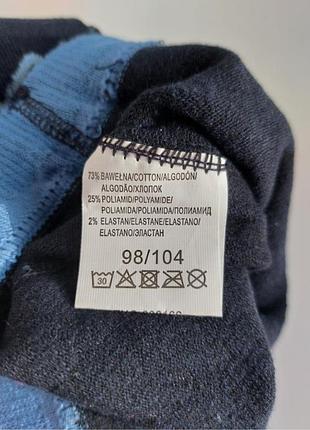 73% BAWEŁNA/COTTON/ALGODÓN/
ALGODÃO/ХЛОПОК
25% POLIAMID/POLYAMIDE/
POLIAMIDA/POLIAMIDA/ПОЛИАМИД
2% ELASTAN/ELASTANE/ELASTANO/
ELASTANO/ЭЛАСТАН
98/104
30